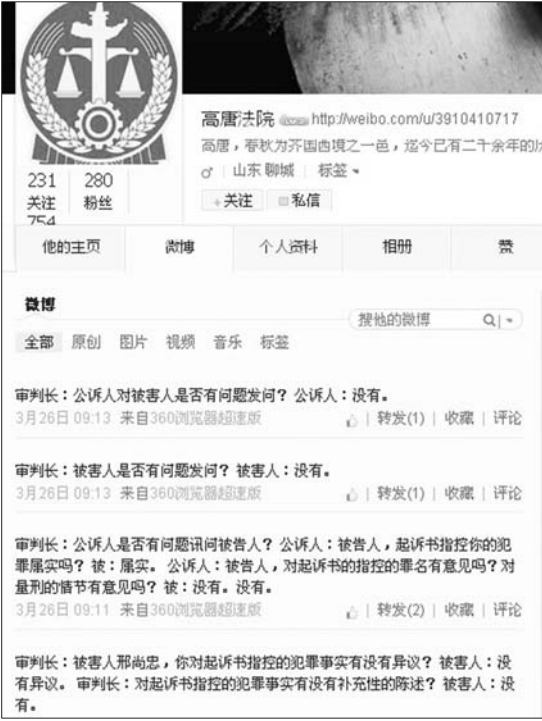 高唐法院 http://weibo.com/u/3910410717
高唐，春秋为齐国西境之一邑，迄今已有二千余年的历
山东 聊城 | 标签
231 280
关注 粉丝
+关注 私信
754
他的主页 微博 个人资料 相册 赞
微博
搜他的微博
全部 原创 图片 视频 音乐 标签
审判长：公诉人对被害人是否有问题发问？ 公诉人：没有。
3月26日 09:13 来自360浏览器超速版 | 转发(1) | 收藏 | 评论
审判长：被害人是否有问题发问？ 被害人：没有。
3月26日 09:13 来自360浏览器超速版 | 转发(1) | 收藏 | 评论
审判长：公诉人是否有问题讯问被告人？ 公诉人：被告人，起诉书指控你的犯
罪属实吗？ 被：属实。 公诉人：被告人，对起诉书的指控的罪名有意见吗？对
量刑的情节有意见吗？ 被：没有。没有。
3月26日 09:11 来自360浏览器超速版 | 转发(2) | 收藏 | 评论
审判长：被害人邢尚忠，你对起诉书指控的犯罪事实有没有异议？ 被害人：没
有异议。 审判长：对起诉书指控的犯罪事实有没有补充性的陈述？ 被害人：没
有。